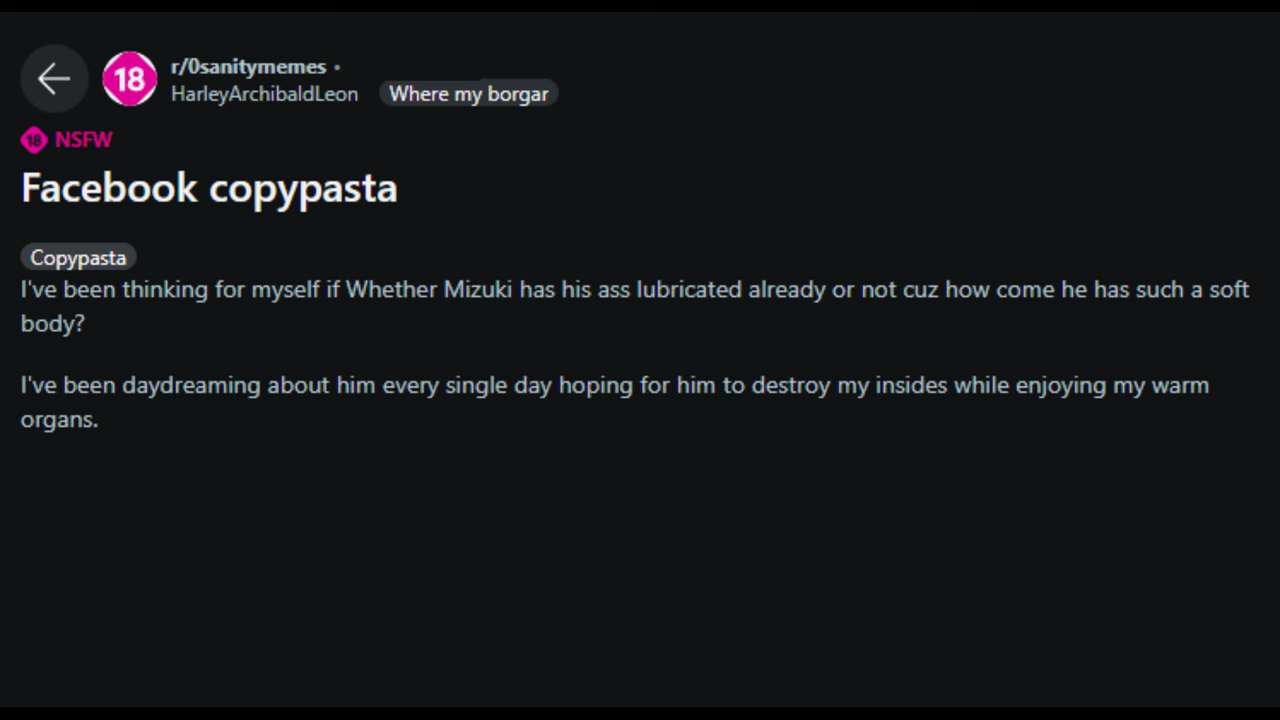 r/0sanitymemes •
HarleyArchibaldLeon Where my borgar
18
18 NSFW
Facebook copypasta
Copypasta
I've been thinking for myself if Whether Mizuki has his ass lubricated already or not cuz how come he has such a soft
body?
I've been daydreaming about him every single day hoping for him to destroy my insides while enjoying my warm
organs.